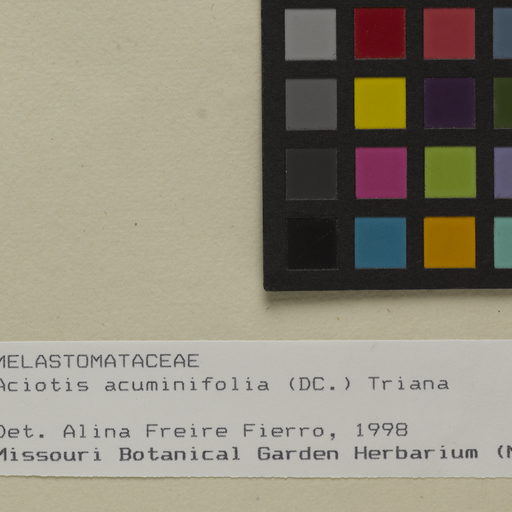 MELASTOMATACEAE
Aciotis acuminifolia (DC.) Triana
Det. Alina Freire Fierro, 1998
Missouri Botanical Garden Herbarium (M